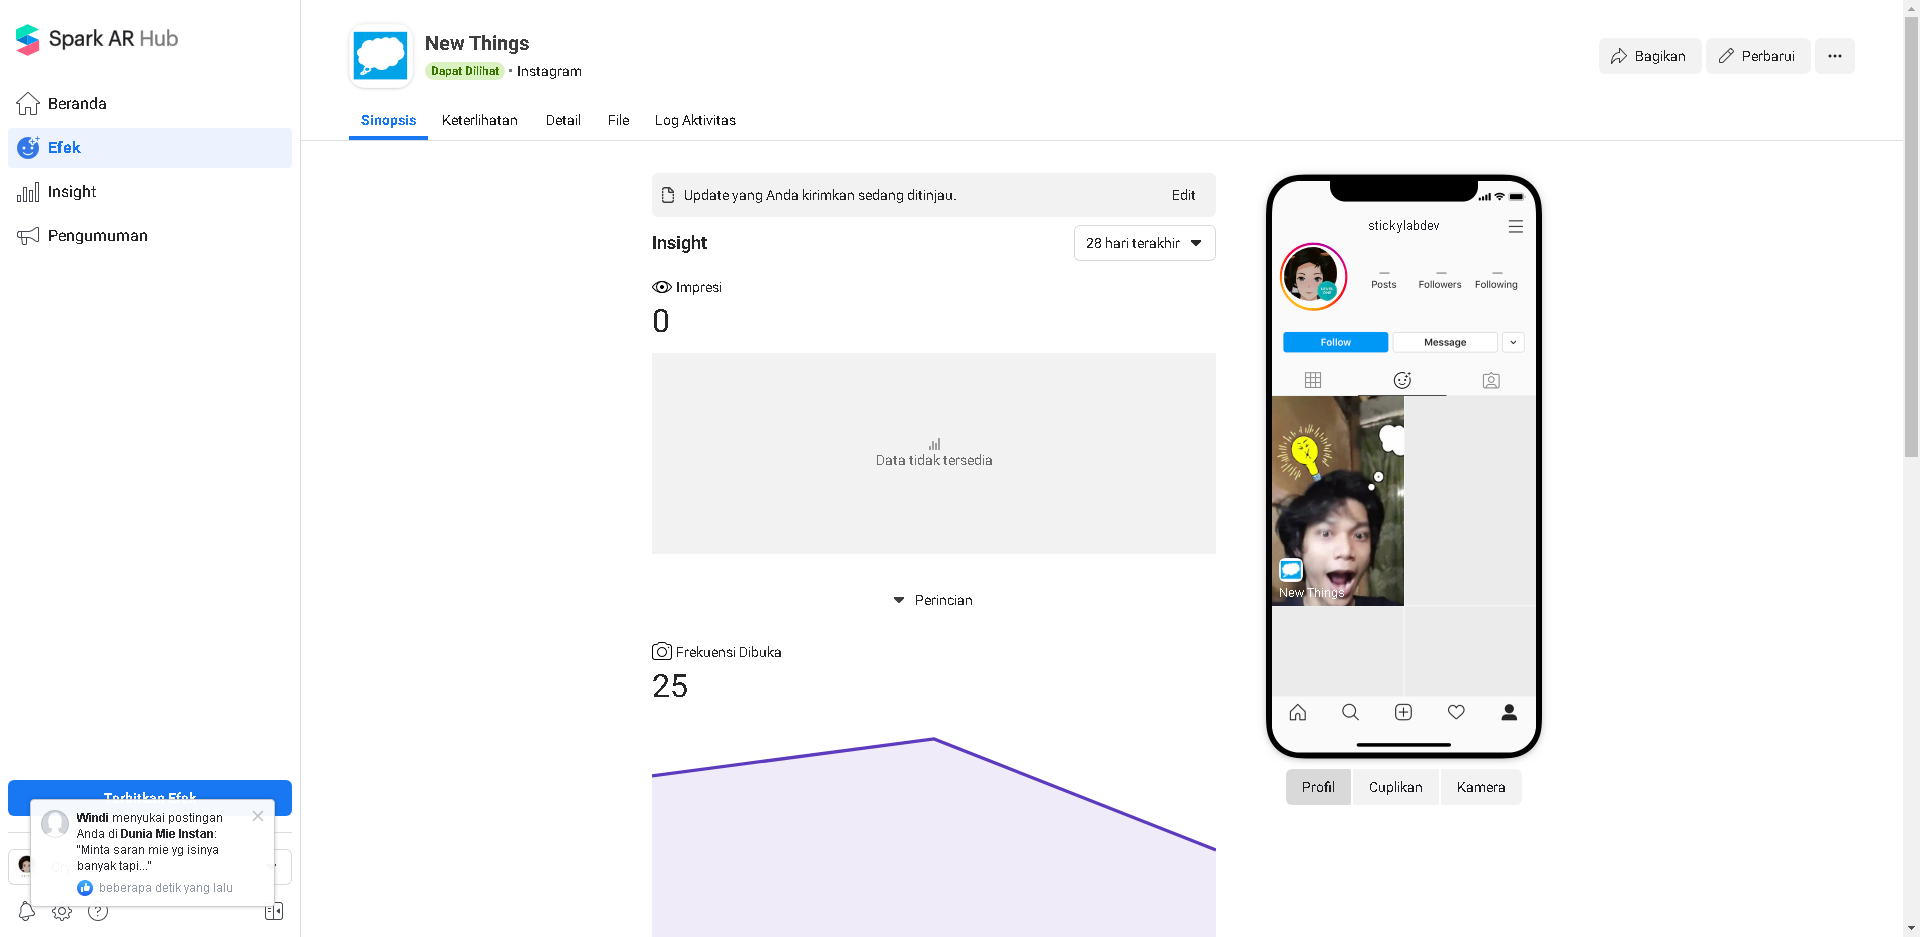 Spark AR Hub
Beranda
Efek
Insight
Pengumuman
Terbitkan Efek
Windi menyukai postingan
Anda di Dunia Mie Instan:
"Minta saran mie yg isinya
banyak tapi..."
beberapa detik yang lalu
New Things
Dapat Dilihat • Instagram
Bagikan
Perbarui
Sinopsis
Keterlihatan
Detail
File
Log Aktivitas
Update yang Anda kirimkan sedang ditinjau.
Edit
Insight
28 hari terakhir
Impresi
0
Data tidak tersedia
Perincian
Frekuensi Dibuka
25
stickylabdev
Posts
Followers
Following
Follow
Message
New Things
Profil
Cuplikan
Kamera